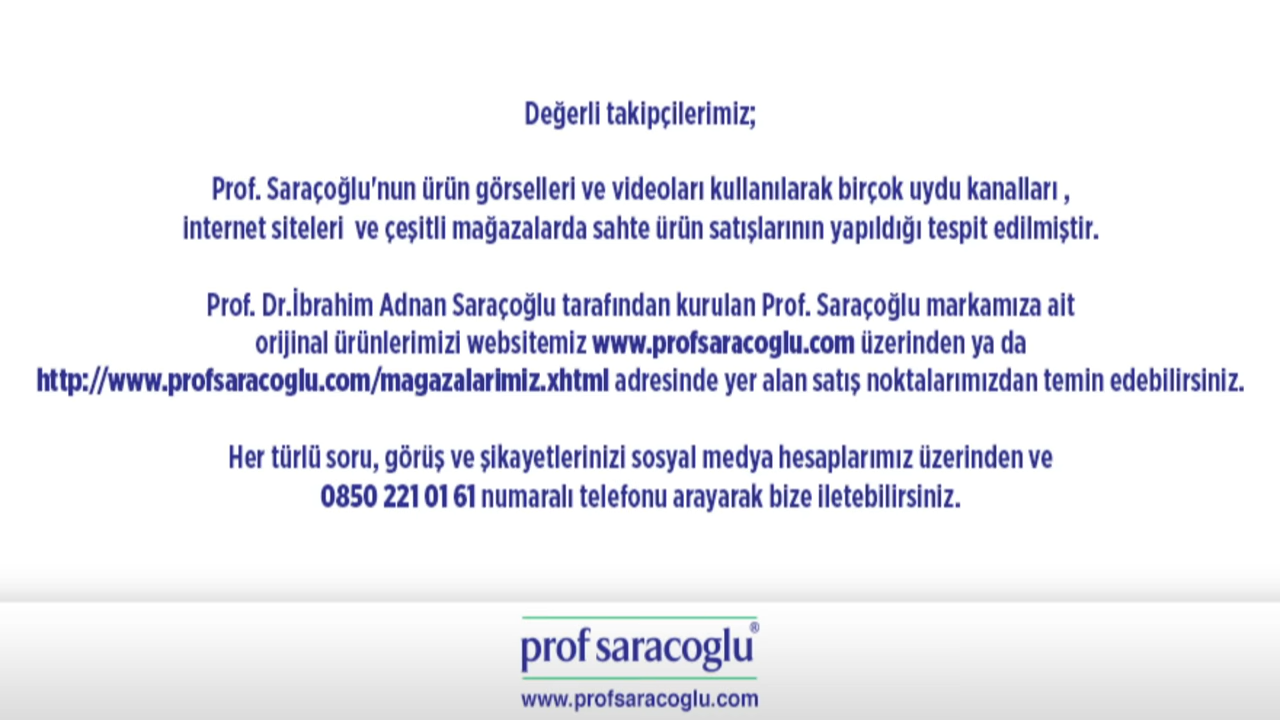 Değerli takipçilerimiz;
Prof. Saraçoğlu'nun ürün görselleri ve videoları kullanılarak birçok uydu kanalları ,
internet siteleri  ve çeşitli mağazalarda sahte ürün satışlarının yapıldığı tespit edilmiştir.
Prof. Dr.İbrahim Adnan Saraçoğlu tarafından kurulan Prof. Saraçoğlu markamıza ait
orijinal ürünlerimizi websitemiz www.profsaracoglu.com üzerinden ya da
http://www.profsaracoglu.com/magazalarimiz.xhtml adresinde yer alan satış noktalarımızdan temin edebilirsiniz.
Her türlü soru, görüş ve şikayetlerinizi sosyal medya hesaplarımız üzerinden ve
0850 221 01 61 numaralı telefonu arayarak bize iletebilirsiniz.
prof saracoglu®
www.profsaracoglu.com